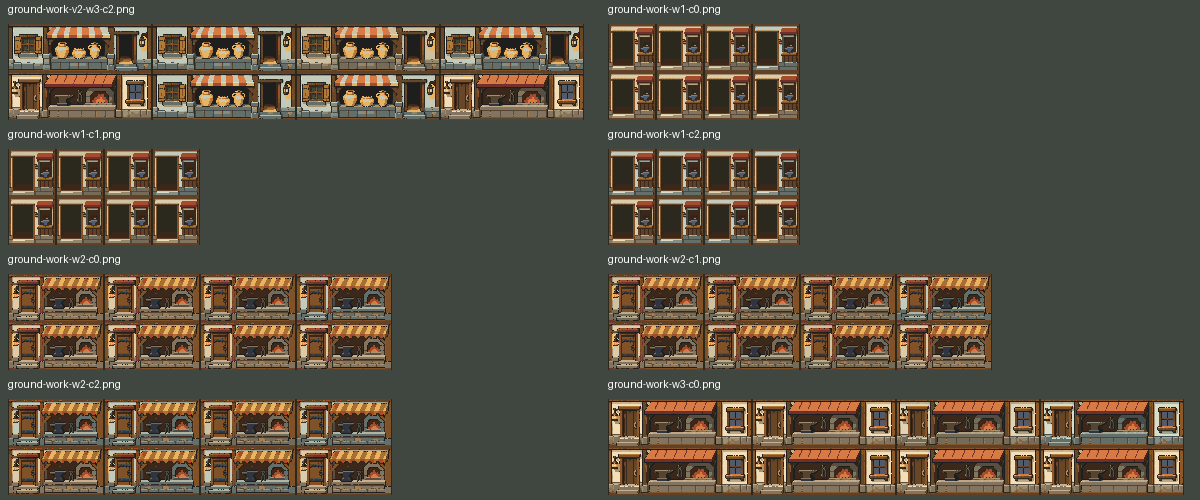 ground-work-v2-w3-c2.png
ground-work-w1-c0.png
ground-work-w1-c1.png
ground-work-w1-c2.png
ground-work-w2-c0.png
ground-work-w2-c1.png
ground-work-w2-c2.png
ground-work-w3-c0.png